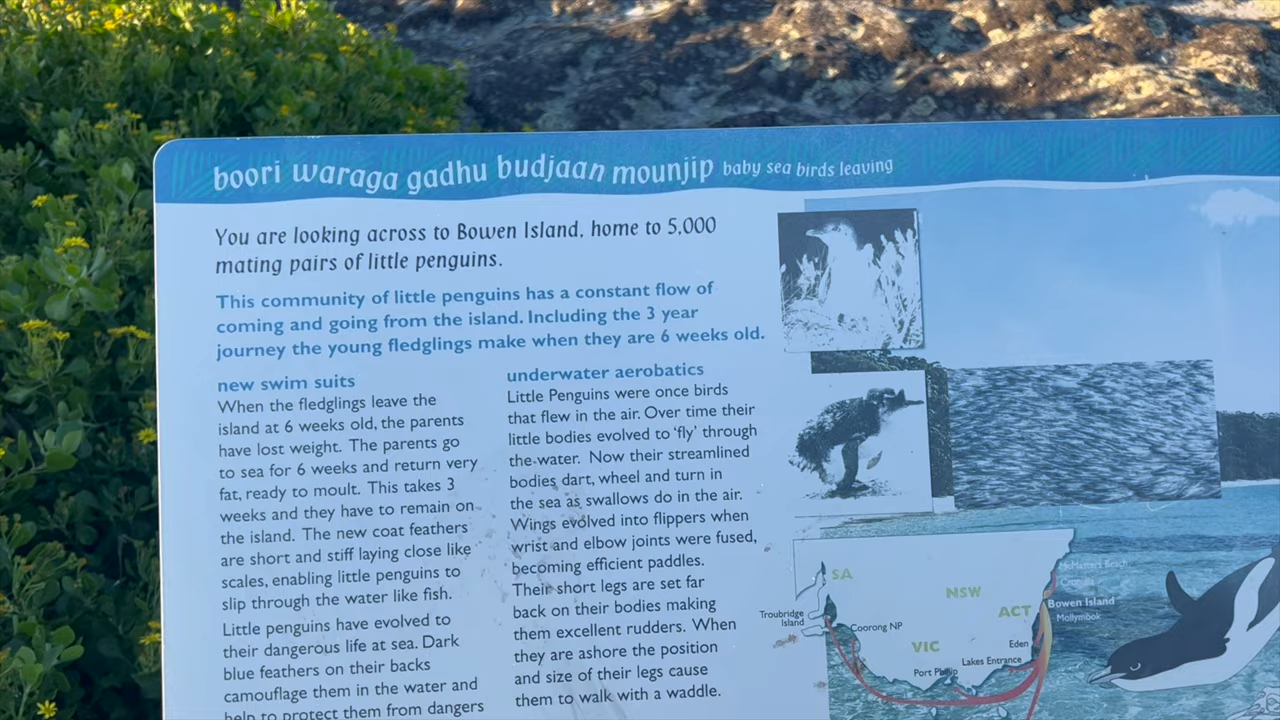 boori waraga gadhu budjaan mounjip baby sea birds leaving
You are looking across to Bowen Island, home to 5,000
mating pairs of little penguins.
This community of little penguins has a constant flow of
coming and going from the island. Including the 3 year
journey the young fledglings make when they are 6 weeks old.
new swim suits
When the fledglings leave the
island at 6 weeks old, the parents
have lost weight. The parents go
to sea for 6 weeks and return very
fat, ready to moult. This takes 3
weeks and they have to remain on
the island. The new coat feathers
are short and stiff laying close like
scales, enabling little penguins to
slip through the water like fish.
Little penguins have evolved to
their dangerous life at sea. Dark
blue feathers on their backs
camouflage them in the water and
help to protect them from dangers
underwater aerobatics
Little Penguins were once birds
that flew in the air. Over time their
little bodies evolved to ‘fly’ through
the water. Now their streamlined
bodies dart, wheel and turn in
the sea as swallows do in the air.
Wings evolved into flippers when
wrist and elbow joints were fused,
becoming efficient paddles.
Their short legs are set far
back on their bodies making
them excellent rudders. When
they are ashore the position
and size of their legs cause
them to walk with a waddle.
SA
NSW
ACT
VIC
Troubridge
Island
Coorong NP
Port Phillip
Lakes Entrance
Eden
McMasters Beach
Bowen Island
Mollymook